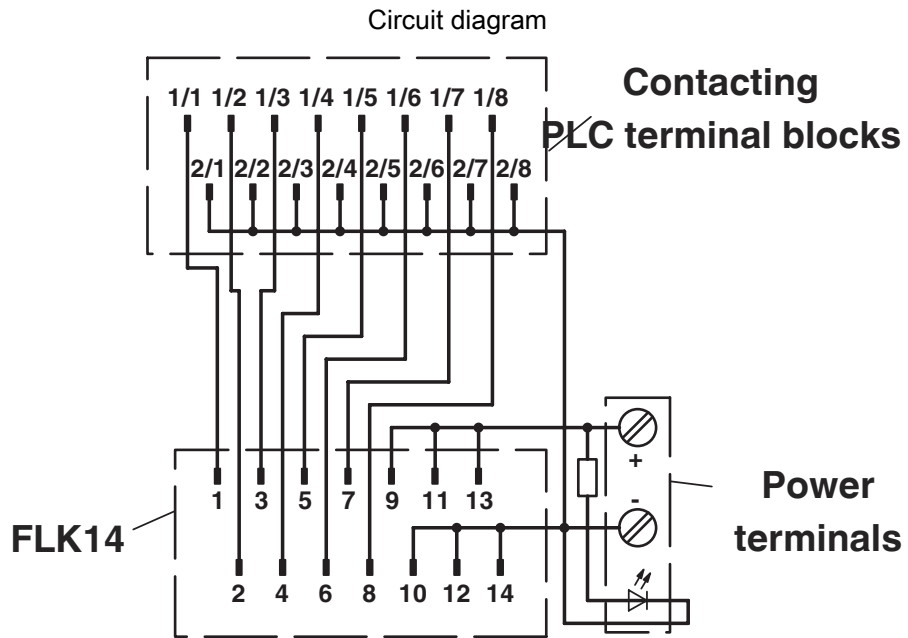 Circuit diagram
Contacting
PLC terminal blocks
1/1 1/2 1/3 1/4 1/5 1/6 1/7 1/8
2/1 2/2 2/3 2/4 2/5 2/6 2/7 2/8
+
-
Power
terminals
FLK14
1 3 5 7 9 11 13
2 4 6 8 10 12 14